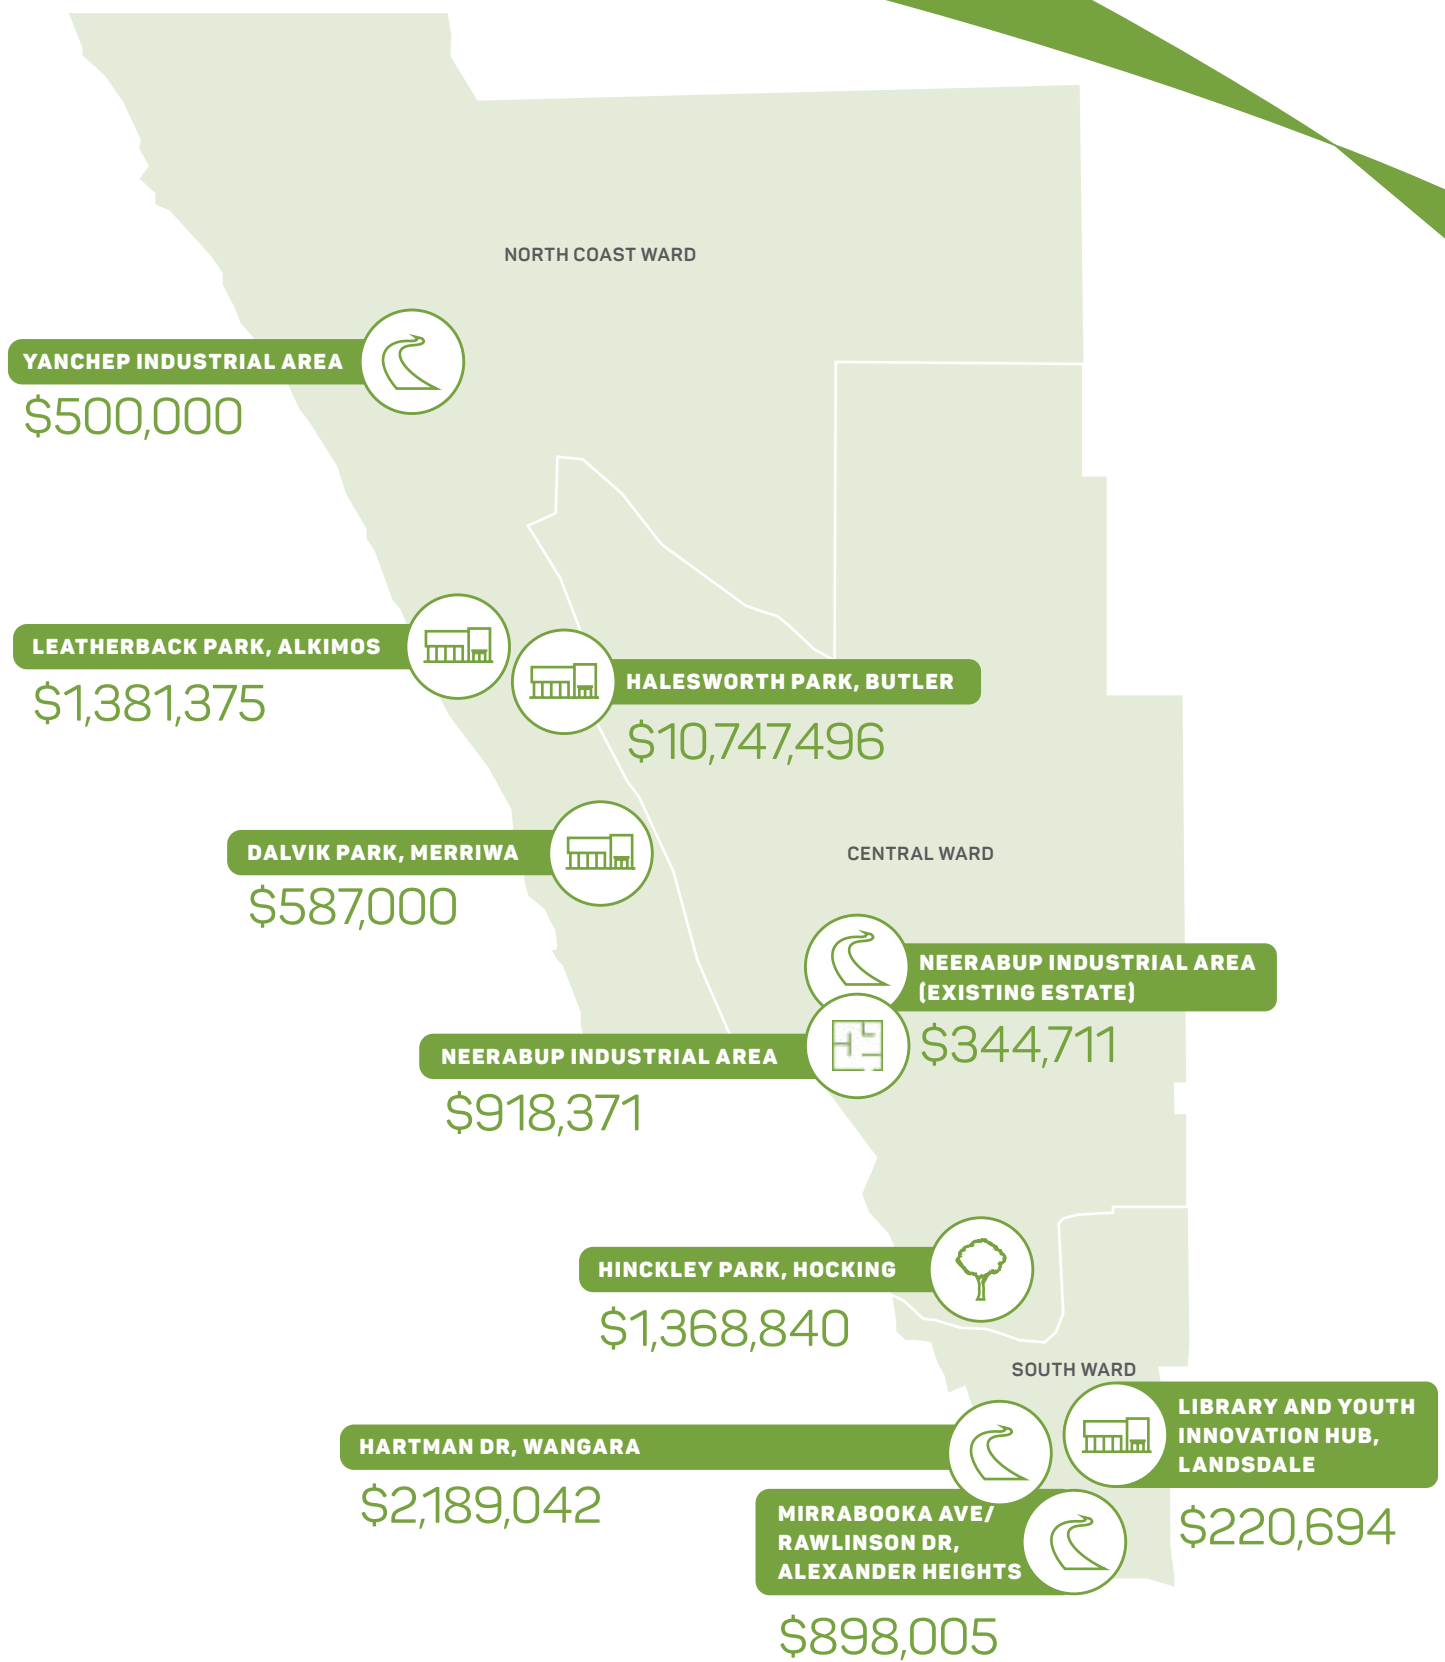 NORTH COAST WARD
YANCHEP INDUSTRIAL AREA
$500,000
LEATHERBACK PARK, ALKIMOS
$1,381,375
HALESWORTH PARK, BUTLER
$10,747,496
DALVIK PARK, MERRIWA
$587,000
CENTRAL WARD
NEERABUP INDUSTRIAL AREA
(EXISTING ESTATE)
$344,711
NEERABUP INDUSTRIAL AREA
$918,371
HINCKLEY PARK, HOCKING
$1,368,840
SOUTH WARD
LIBRARY AND YOUTH
INNOVATION HUB,
LANDSDALE
$220,694
HARTMAN DR, WANGARA
$2,189,042
MIRRABOOKA AVE/
RAWLINSON DR,
ALEXANDER HEIGHTS
$898,005